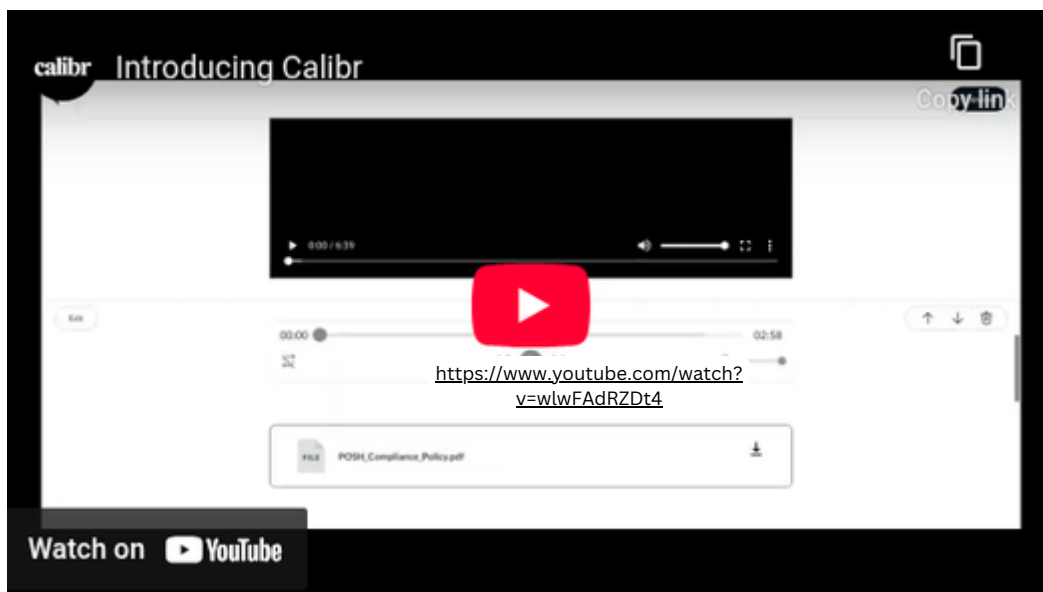 calibr Introducing Calibr
Copy link
0:00 / 6:39
Edit
00:00 02:58
https://www.youtube.com/watch?
v=wlwFAdRZDt4
FILE POSH_Compliance_Policy.pdf
Watch on YouTube